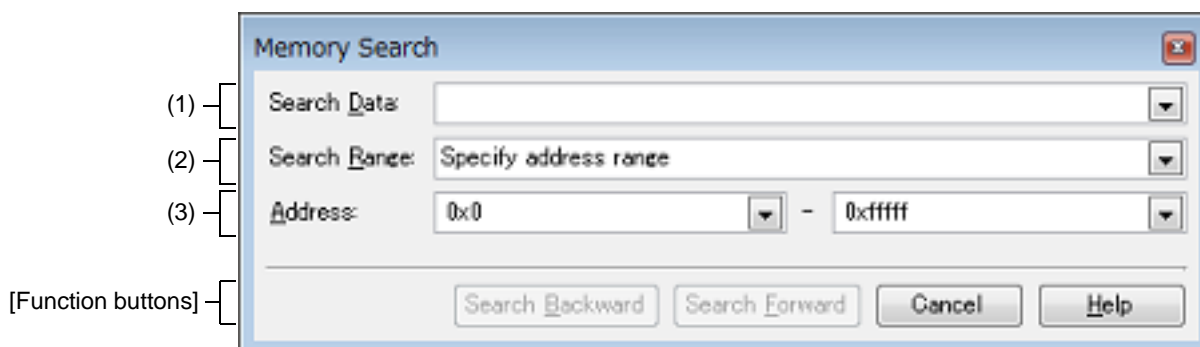 Memory Search
(1) Search Data:
(2) Search Range: Specify address range
(3) Address: 0x0 - 0xfffff
[Function buttons] Search Backward Search Forward Cancel Help